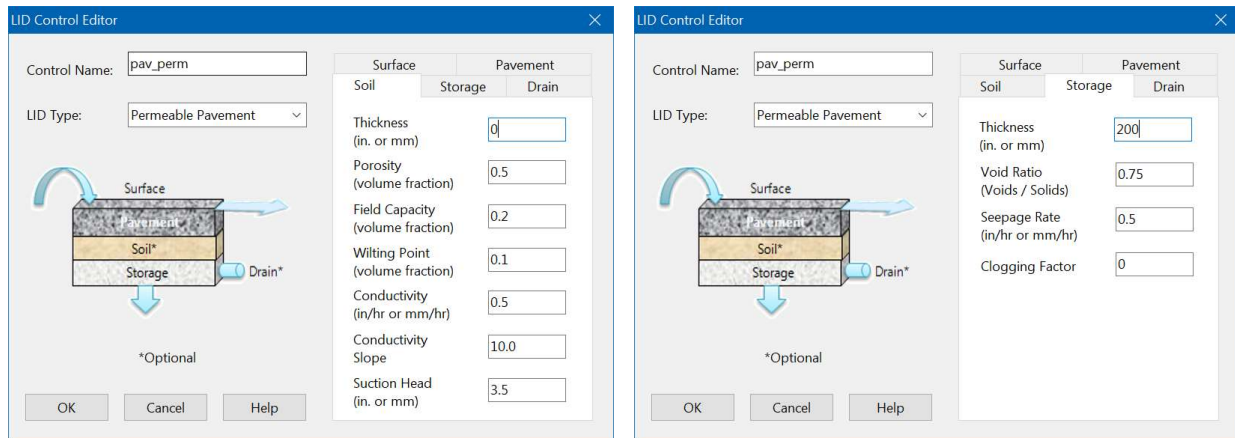 LID Control Editor
Control Name: pav_perm
LID Type: Permeable Pavement
Surface
Pavement
Soil*
Storage
Drain*
*Optional
OK Cancel Help
Surface Pavement
Soil Storage Drain
Thickness
(in. or mm) 0
Porosity
(volume fraction) 0.5
Field Capacity
(volume fraction) 0.2
Wilting Point
(volume fraction) 0.1
Conductivity
(in/hr or mm/hr) 0.5
Conductivity
Slope 10.0
Suction Head
(in. or mm) 3.5
LID Control Editor
Control Name: pav_perm
LID Type: Permeable Pavement
Surface
Pavement
Soil*
Storage
Drain*
*Optional
OK Cancel Help
Surface Pavement
Soil Storage Drain
Thickness
(in. or mm) 200
Void Ratio
(Voids / Solids) 0.75
Seepage Rate
(in/hr or mm/hr) 0.5
Clogging Factor 0